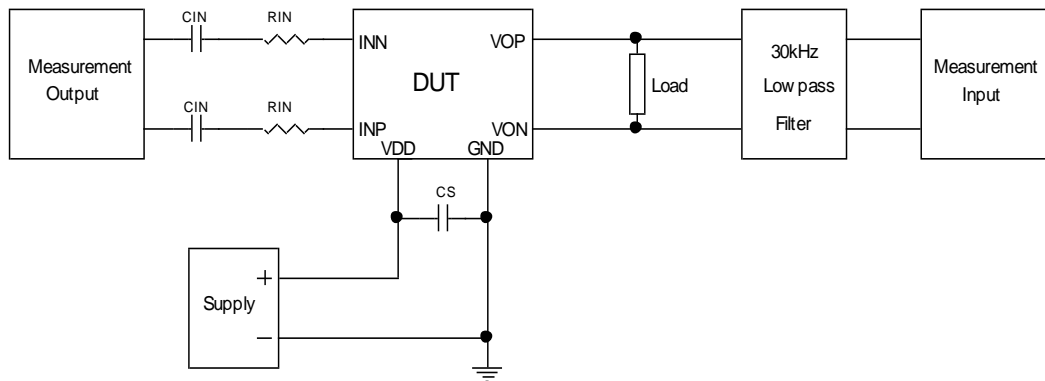 CIN
RIN
Measurement
Output
CIN
RIN
INN
INP
DUT
VOP
VON
VDD
GND
CS
Load
30kHz
Low pass
Filter
Measurement
Input
Supply
+
−